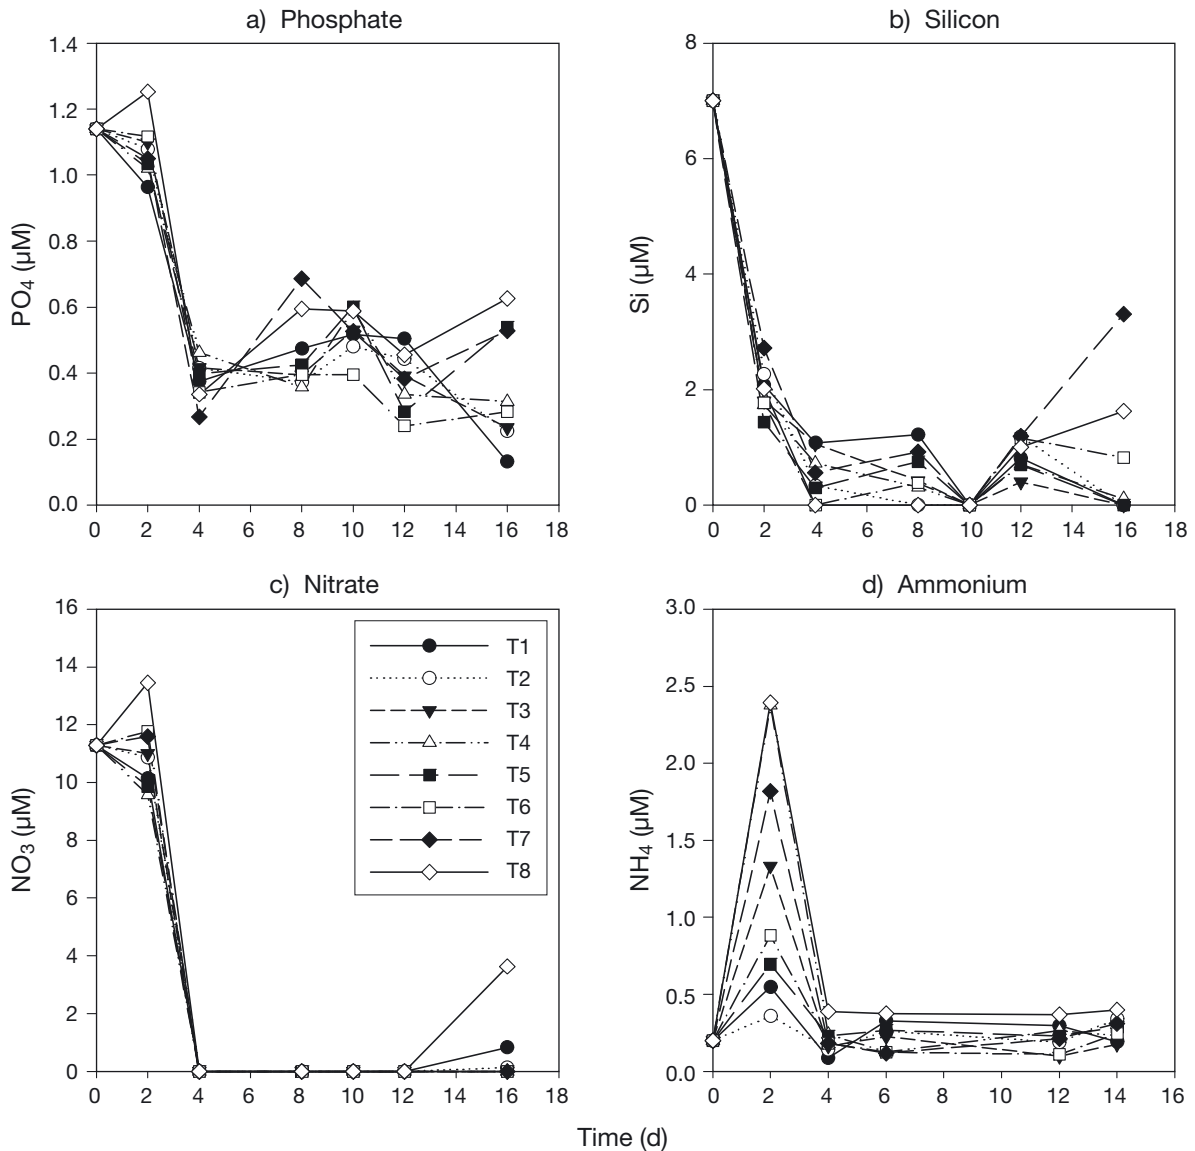 a) Phosphate
b) Silicon
1.4
1.2
1.0
0.8
0.6
0.4
0.2
0.0
PO4 (µM)
0 2 4 6 8 10 12 14 16 18
8
6
4
2
0
Si (µM)
0 2 4 6 8 10 12 14 16 18
c) Nitrate
d) Ammonium
16
14
12
10
8
6
4
2
0
NO3 (µM)
T1
T2
T3
T4
T5
T6
T7
T8
0 2 4 6 8 10 12 14 16 18
3.0
2.5
2.0
1.5
1.0
0.5
0.0
NH4 (µM)
0 2 4 6 8 10 12 14 16
Time (d)